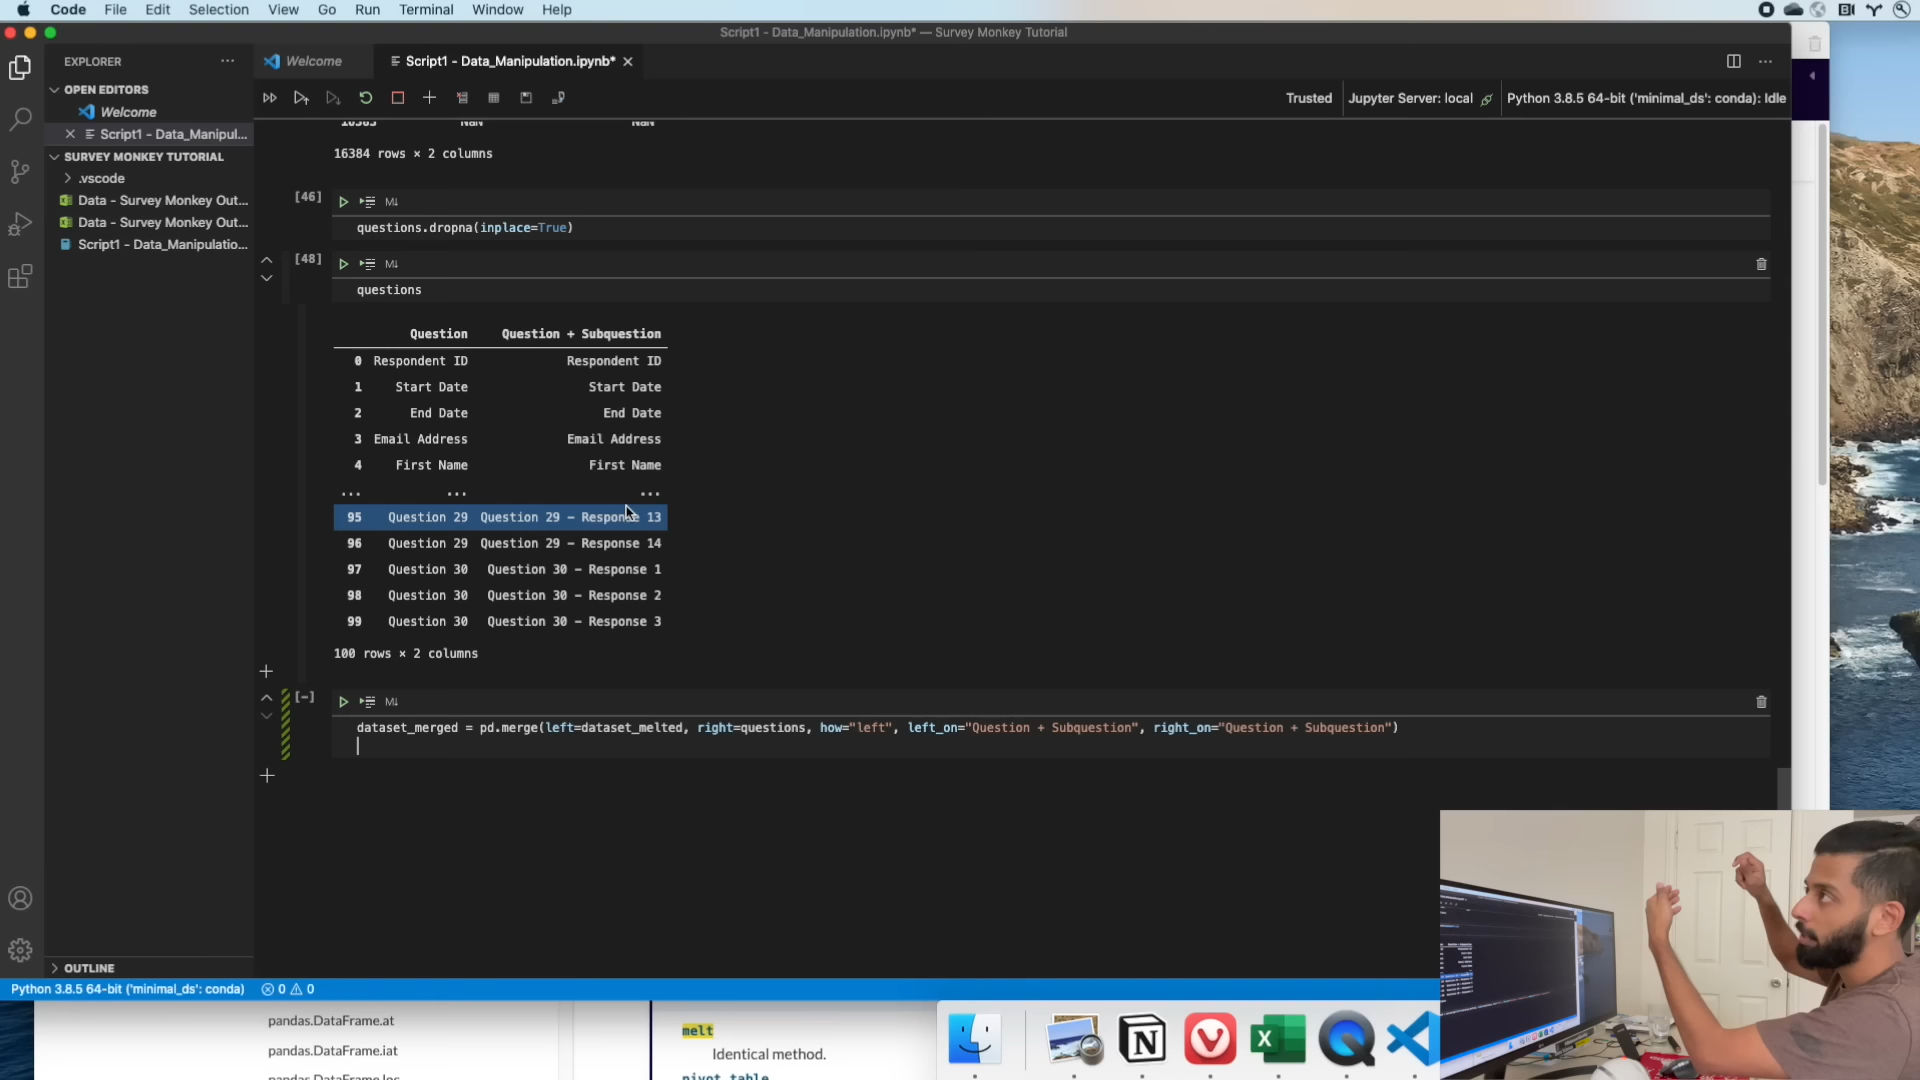 Code File Edit Selection View Go Run Terminal Window Help
Script1 - Data_Manipulation.ipynb* — Survey Monkey Tutorial
EXPLORER
Welcome
Script1 - Data_Manipulation.ipynb*
OPEN EDITORS
Welcome
Script1 - Data_Manipul...
SURVEY MONKEY TUTORIAL
.vscode
Data - Survey Monkey Out...
Data - Survey Monkey Out...
Script1 - Data_Manipulatio...
OUTLINE
Trusted
Jupyter Server: local
Python 3.8.5 64-bit ('minimal_ds': conda): Idle
16383 NaN NaN
16384 rows × 2 columns
[46]
M↓
questions.dropna(inplace=True)
[48]
M↓
questions
Question Question + Subquestion
0 Respondent ID Respondent ID
1 Start Date Start Date
2 End Date End Date
3 Email Address Email Address
4 First Name First Name
... ... ...
95 Question 29 Question 29 - Response 13
96 Question 29 Question 29 - Response 14
97 Question 30 Question 30 - Response 1
98 Question 30 Question 30 - Response 2
99 Question 30 Question 30 - Response 3
100 rows × 2 columns
[-]
M↓
dataset_merged = pd.merge(left=dataset_melted, right=questions, how="left", left_on="Question + Subquestion", right_on="Question + Subquestion")
Python 3.8.5 64-bit ('minimal_ds': conda) 0 0
pandas.DataFrame.at
pandas.DataFrame.iat
pandas.DataFrame.loc
melt
Identical method.
pivot_table